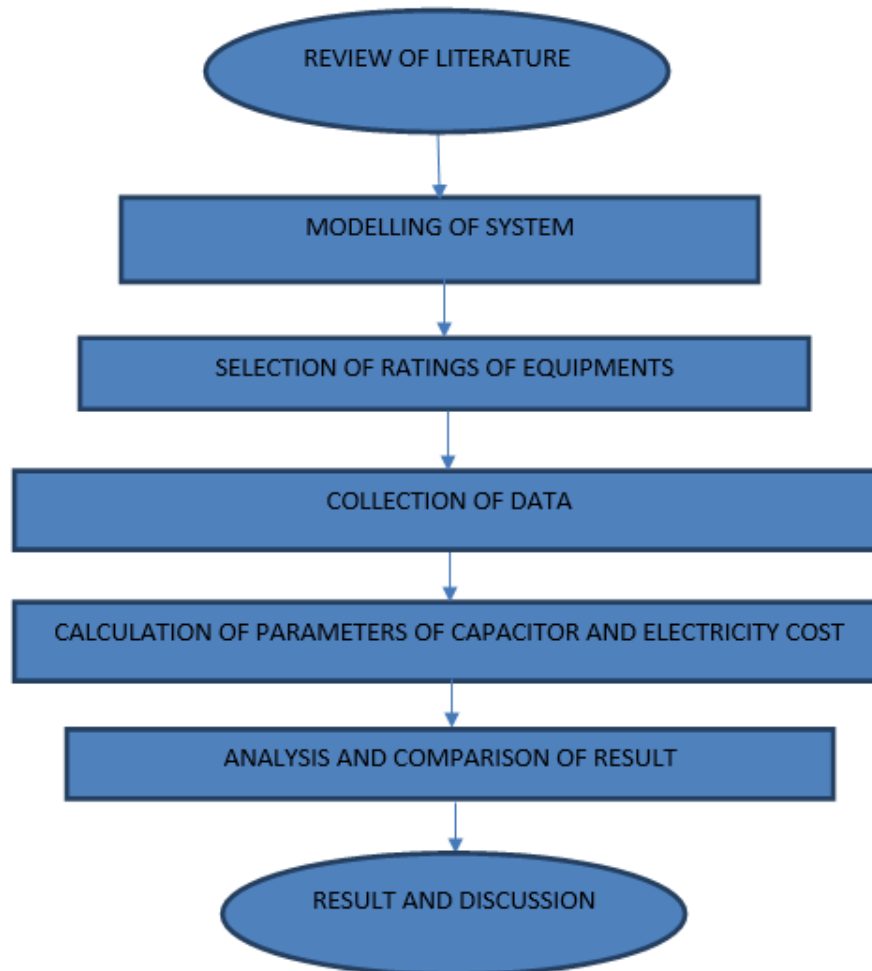 REVIEW OF LITERATURE
MODELLING OF SYSTEM
SELECTION OF RATINGS OF EQUIPMENTS
COLLECTION OF DATA
CALCULATION OF PARAMETERS OF CAPACITOR AND ELECTRICITY COST
ANALYSIS AND COMPARISON OF RESULT
RESULT AND DISCUSSION